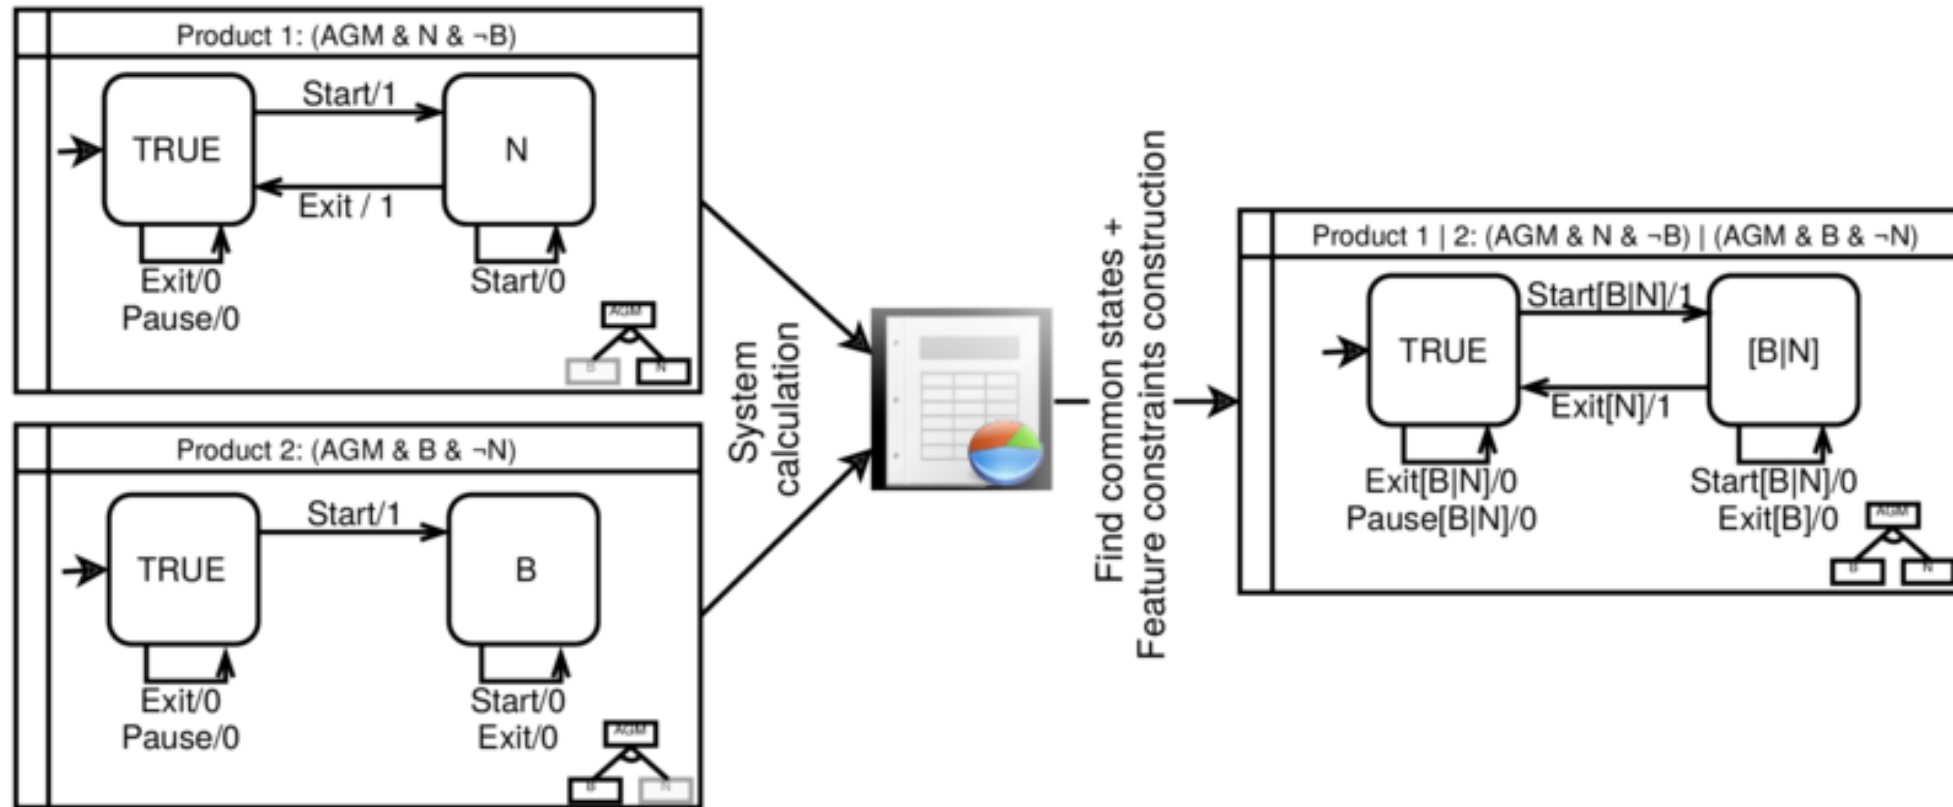 Product 1: (AGM & N & ¬B)
TRUE
Start/1
N
Exit / 1
Exit/0
Pause/0
Start/0
AGM
B
N
Product 2: (AGM & B & ¬N)
TRUE
Start/1
B
Exit/0
Pause/0
Start/0
Exit/0
AGM
B
N
System
calculation
Find common states +
Feature constraints construction
Product 1 | 2: (AGM & N & ¬B) | (AGM & B & ¬N)
TRUE
Start[B|N]/1
[B|N]
Exit[N]/1
Exit[B|N]/0
Pause[B|N]/0
Start[B|N]/0
Exit[B]/0
AGM
B
N